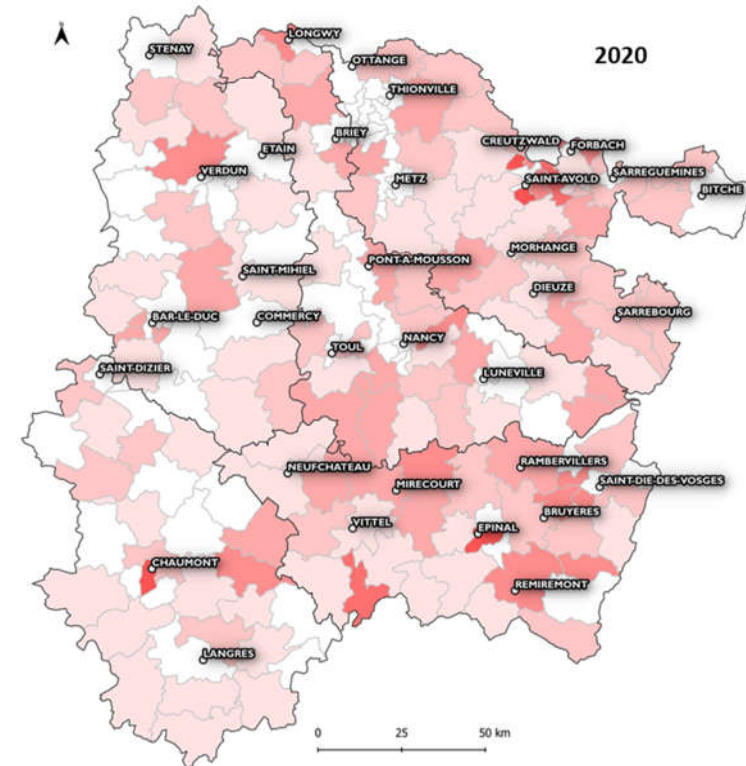 LONGWY
STENAY
2020
OTTANGE
THIONVILLE
BRIEY
CREUTZWALD
FORBACH
ETAIN
VERDUN
METZ
SAINT-AVOLD
SARREGUEMINES
BITCHE
MORHANGE
PONT-A-MOUSSON
SAINT-MIHIEL
DIEUZE
BAR-LE-DUC
COMMERCY
SARREBOURG
NANCY
TOUL
SAINT-DIZIER
LUNEVILLE
NEUFCHATEAU
RAMBERVILLERS
MIRECOURT
SAINT-DIE-DES-VOSGES
BRUYERES
VITTEL
EPINAL
CHAUMONT
REMIREMONT
LANGRES
0 25 50 km